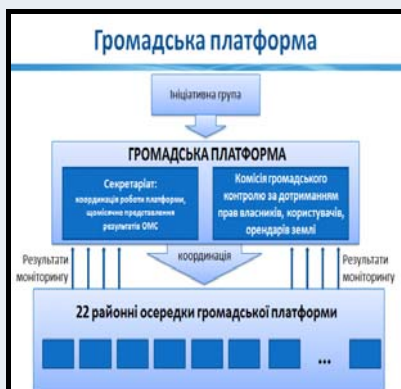 Громадська платформа
Ініціативна група
ГРОМАДСЬКА ПЛАТФОРМА
Секретаріат:
координація роботи платформи,
щомісячне представлення
результатів ОМС
Комісія громадського
контролю за дотриманням
прав власників, користувачів,
орендарів землі
координація
Результати
моніторингу
Результати
моніторингу
22 районні осередки громадської платформи
...